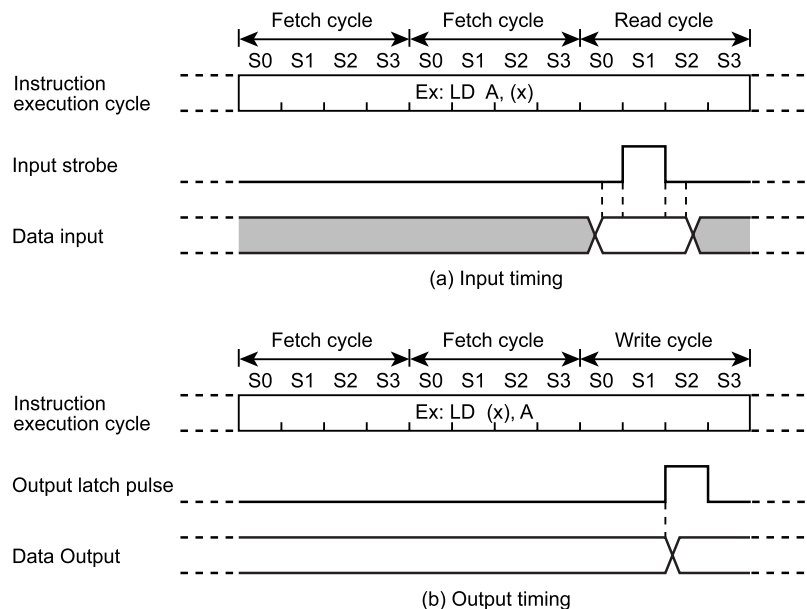 Fetch cycle Fetch cycle Read cycle
S0 S1 S2 S3 S0 S1 S2 S3 S0 S1 S2 S3
Instruction
execution cycle
Ex: LD A, (x)
Input strobe
Data input
(a) Input timing
Fetch cycle Fetch cycle Write cycle
S0 S1 S2 S3 S0 S1 S2 S3 S0 S1 S2 S3
Instruction
execution cycle
Ex: LD (x), A
Output latch pulse
Data Output
(b) Output timing